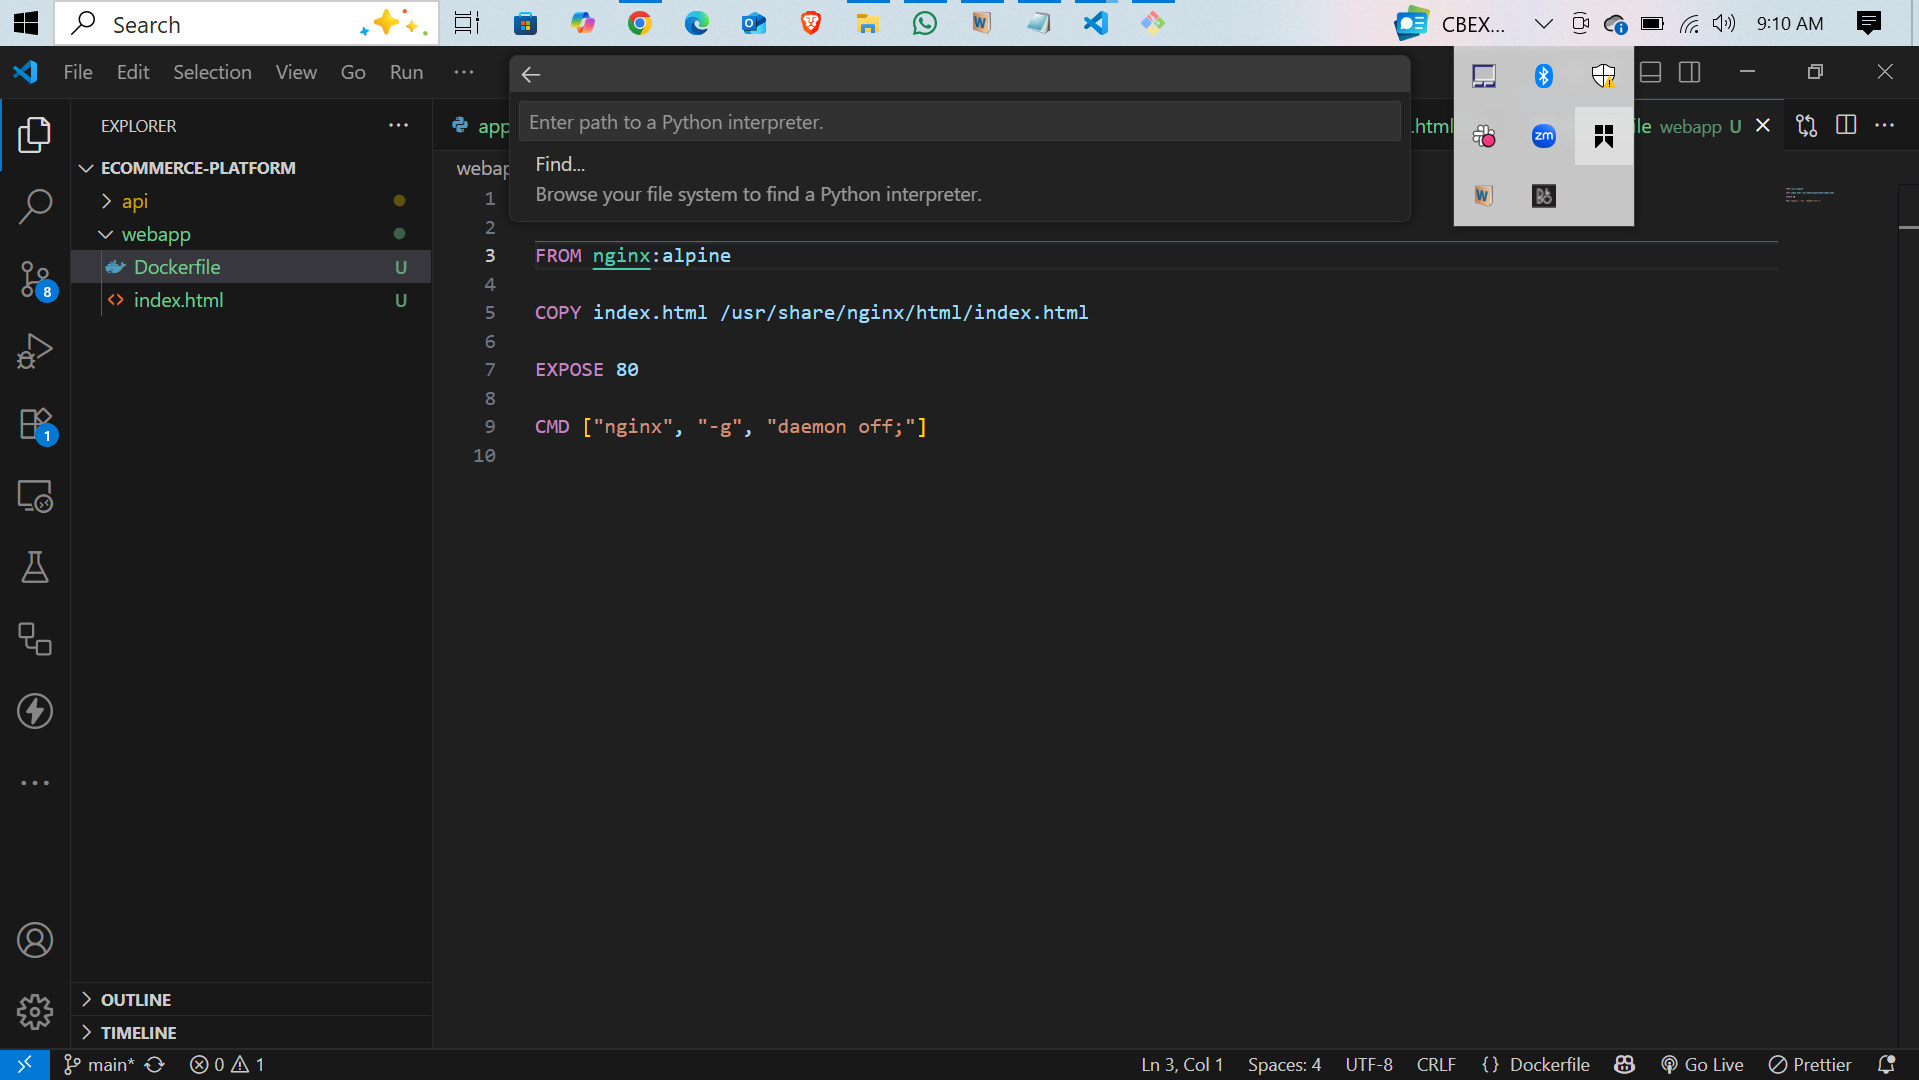 Search
CBEX...
9:10 AM
File Edit Selection View Go Run ···
EXPLORER
ECOMMERCE-PLATFORM
api
webapp
Dockerfile U
index.html U
8
1
OUTLINE
TIMELINE
app
.html
ile webapp U
webap
Enter path to a Python interpreter.
Find...
Browse your file system to find a Python interpreter.
zm
1
2
3 FROM nginx:alpine
4
5 COPY index.html /usr/share/nginx/html/index.html
6
7 EXPOSE 80
8
9 CMD ["nginx", "-g", "daemon off;"]
10
main* 0 1
Ln 3, Col 1 Spaces: 4 UTF-8 CRLF {} Dockerfile Go Live Prettier